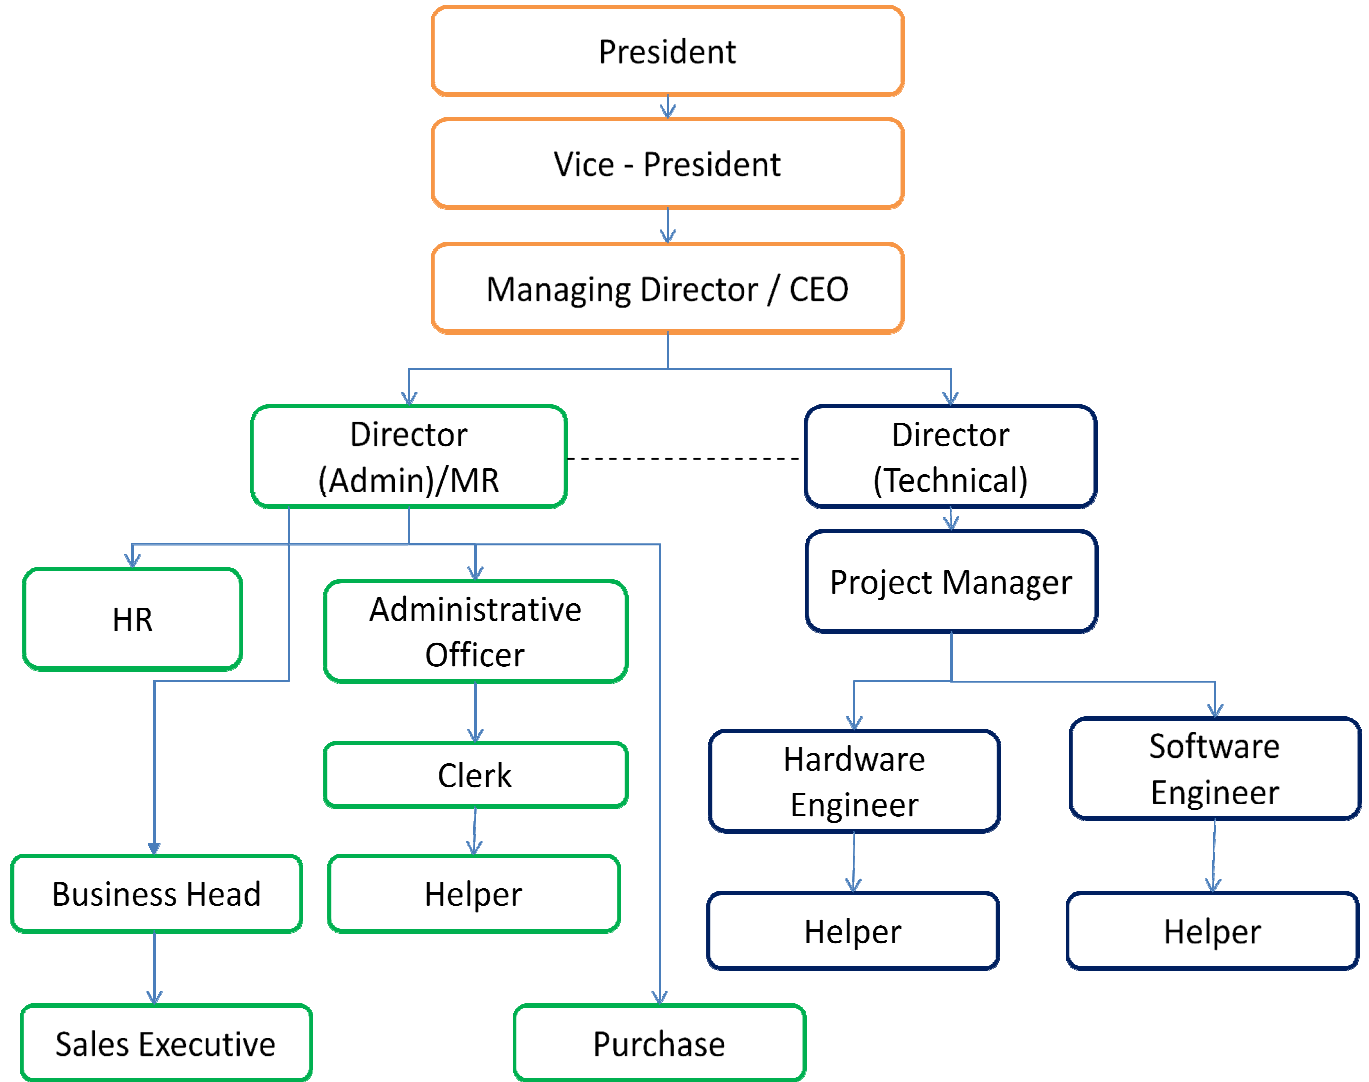 President
Vice - President
Managing Director / CEO
Director
(Admin)/MR
Director
(Technical)
HR
Administrative
Officer
Project Manager
Clerk
Hardware
Engineer
Software
Engineer
Business Head
Helper
Helper
Helper
Sales Executive
Purchase